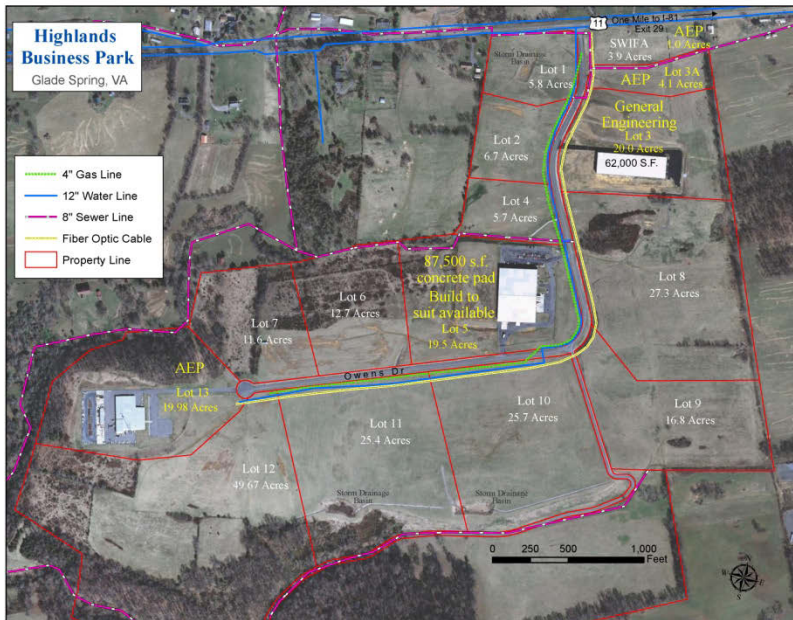 Highlands
Business Park
Glade Spring, VA
11
One Mile to I-81
Exit 29
4" Gas Line
12" Water Line
8" Sewer Line
Fiber Optic Cable
Property Line
SWIFA
3.9 Acres
AEP
1.0 Acres
AEP
Lot 3A
4.1 Acres
Storm Drainage
Basin
Lot 1
5.8 Acres
General
Engineering
Lot 3
20.0 Acres
62,000 S.F.
Lot 2
6.7 Acres
Lot 4
5.7 Acres
87,500 s.f.
concrete pad
Build to
suit available
Lot 5
19.5 Acres
Lot 8
27.3 Acres
Lot 6
12.7 Acres
Lot 7
11.6 Acres
AEP
Lot 13
19.98 Acres
Owens Dr
Lot 10
25.7 Acres
Lot 9
16.8 Acres
Lot 11
25.4 Acres
Lot 12
49.67 Acres
Storm Drainage
Basin
Storm Drainage
Basin
0 250 500 1,000
Feet
N
W E
S